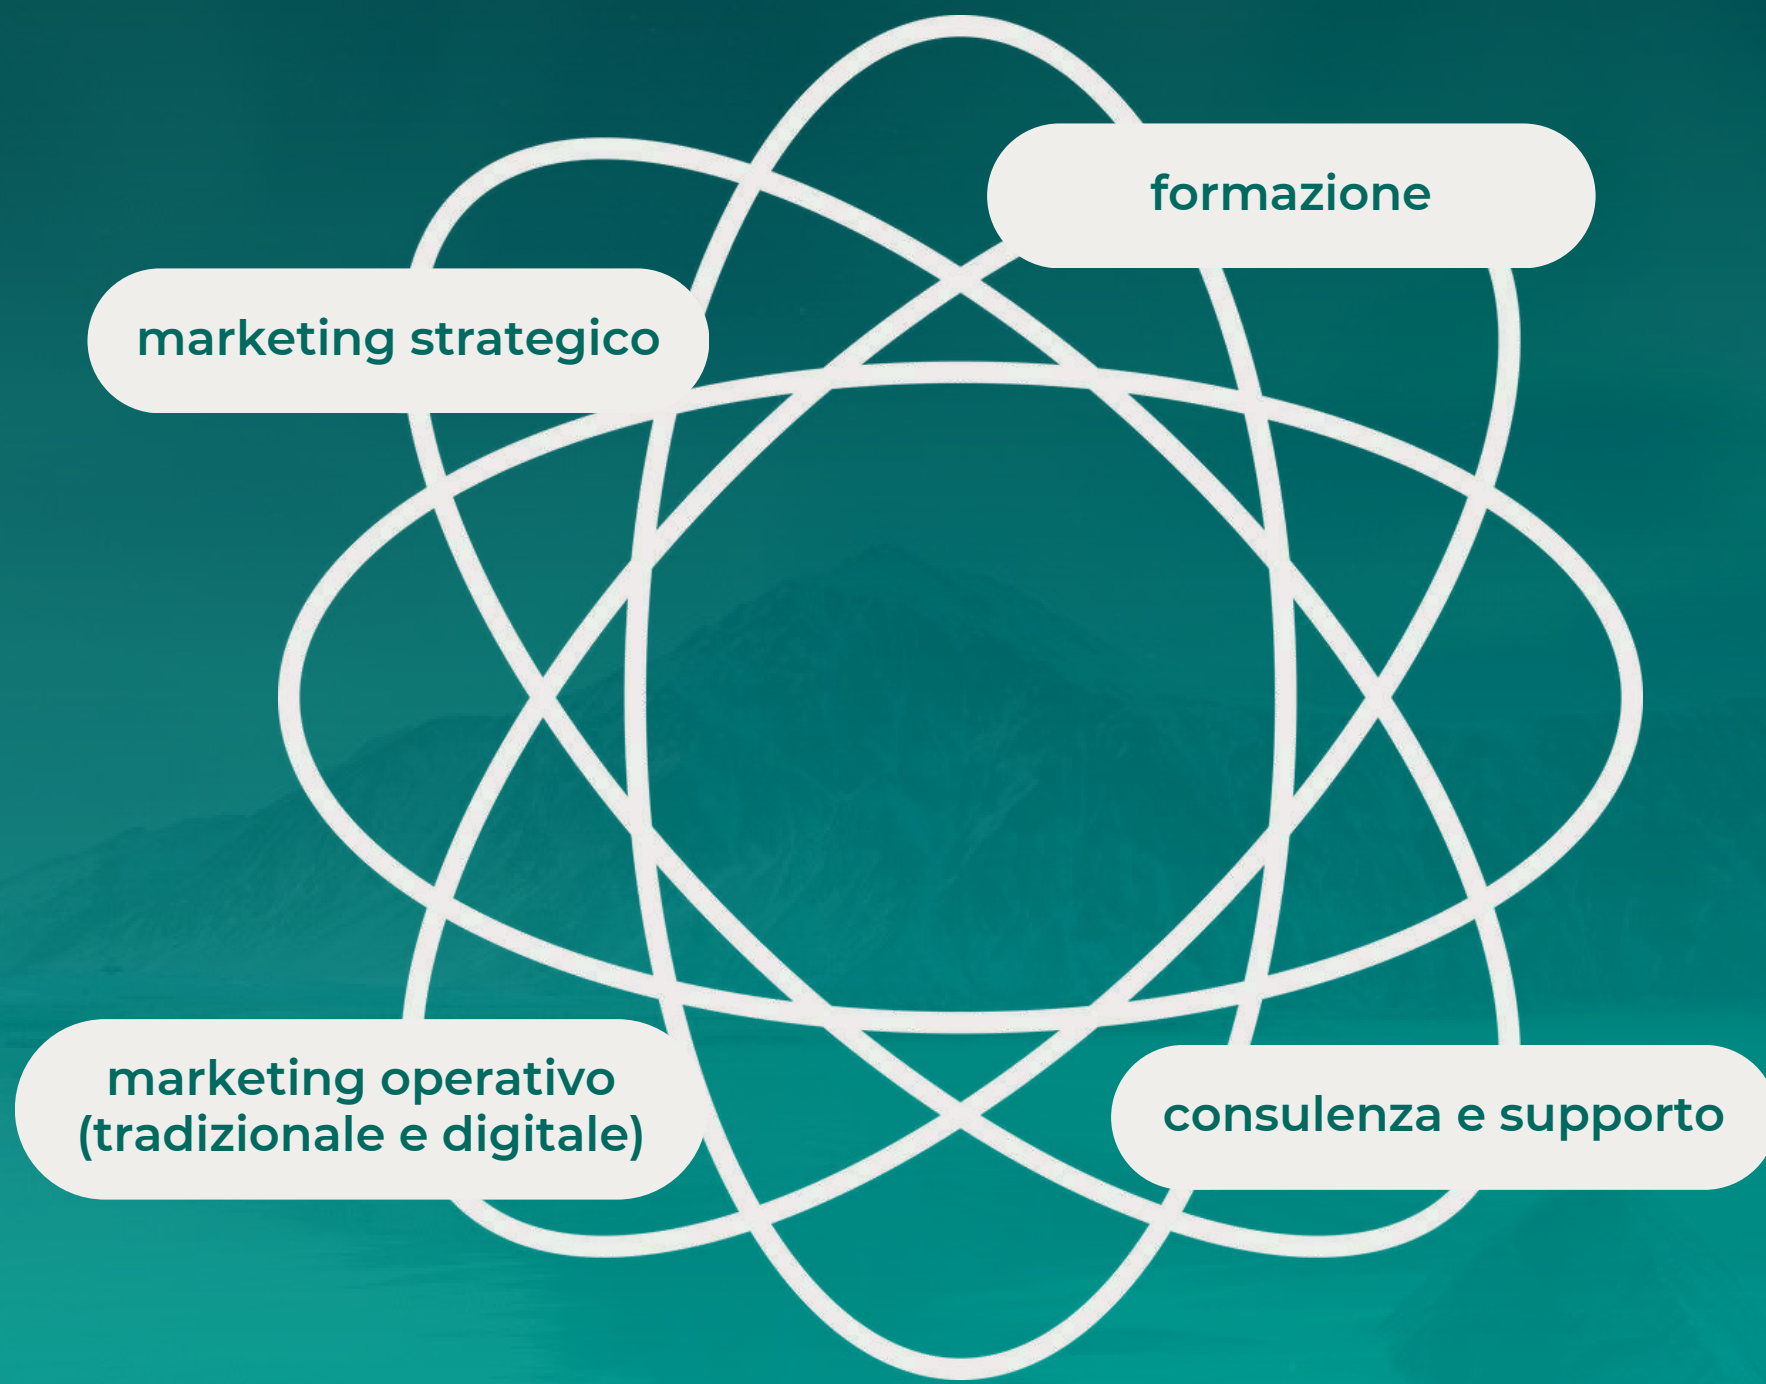 formazione
marketing strategico
marketing operativo
(tradizionale e digitale)
consulenza e supporto